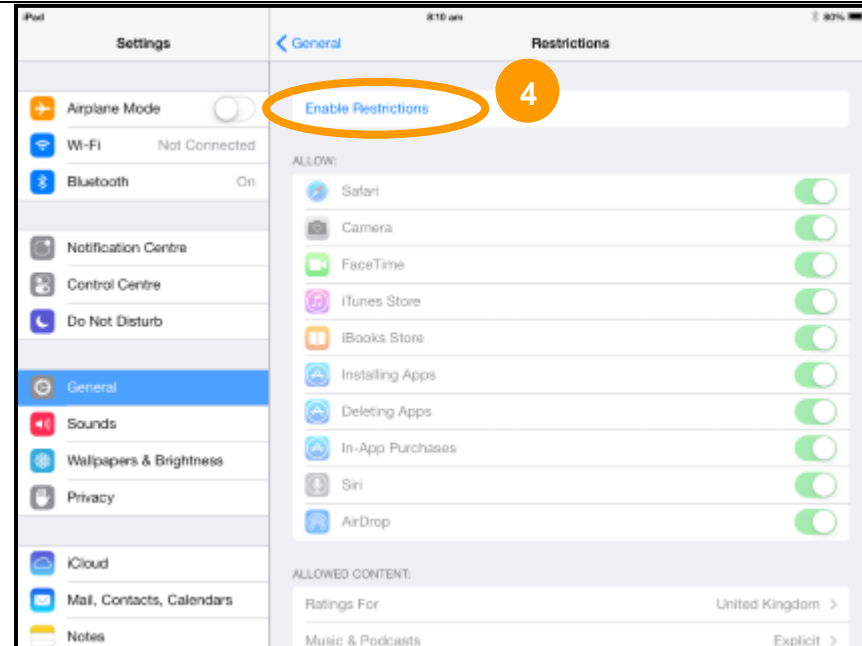 iPad 8:10 am 80%
Settings
General Restrictions
Enable Restrictions
4
Airplane Mode
Wi-Fi Not Connected
Bluetooth On
Notification Centre
Control Centre
Do Not Disturb
General
Sounds
Wallpapers & Brightness
Privacy
iCloud
Mail, Contacts, Calendars
Notes
ALLOW:
Safari
Camera
FaceTime
iTunes Store
iBooks Store
Installing Apps
Deleting Apps
In-App Purchases
Siri
AirDrop
ALLOWED CONTENT:
Ratings For United Kingdom
Music & Podcasts Explicit